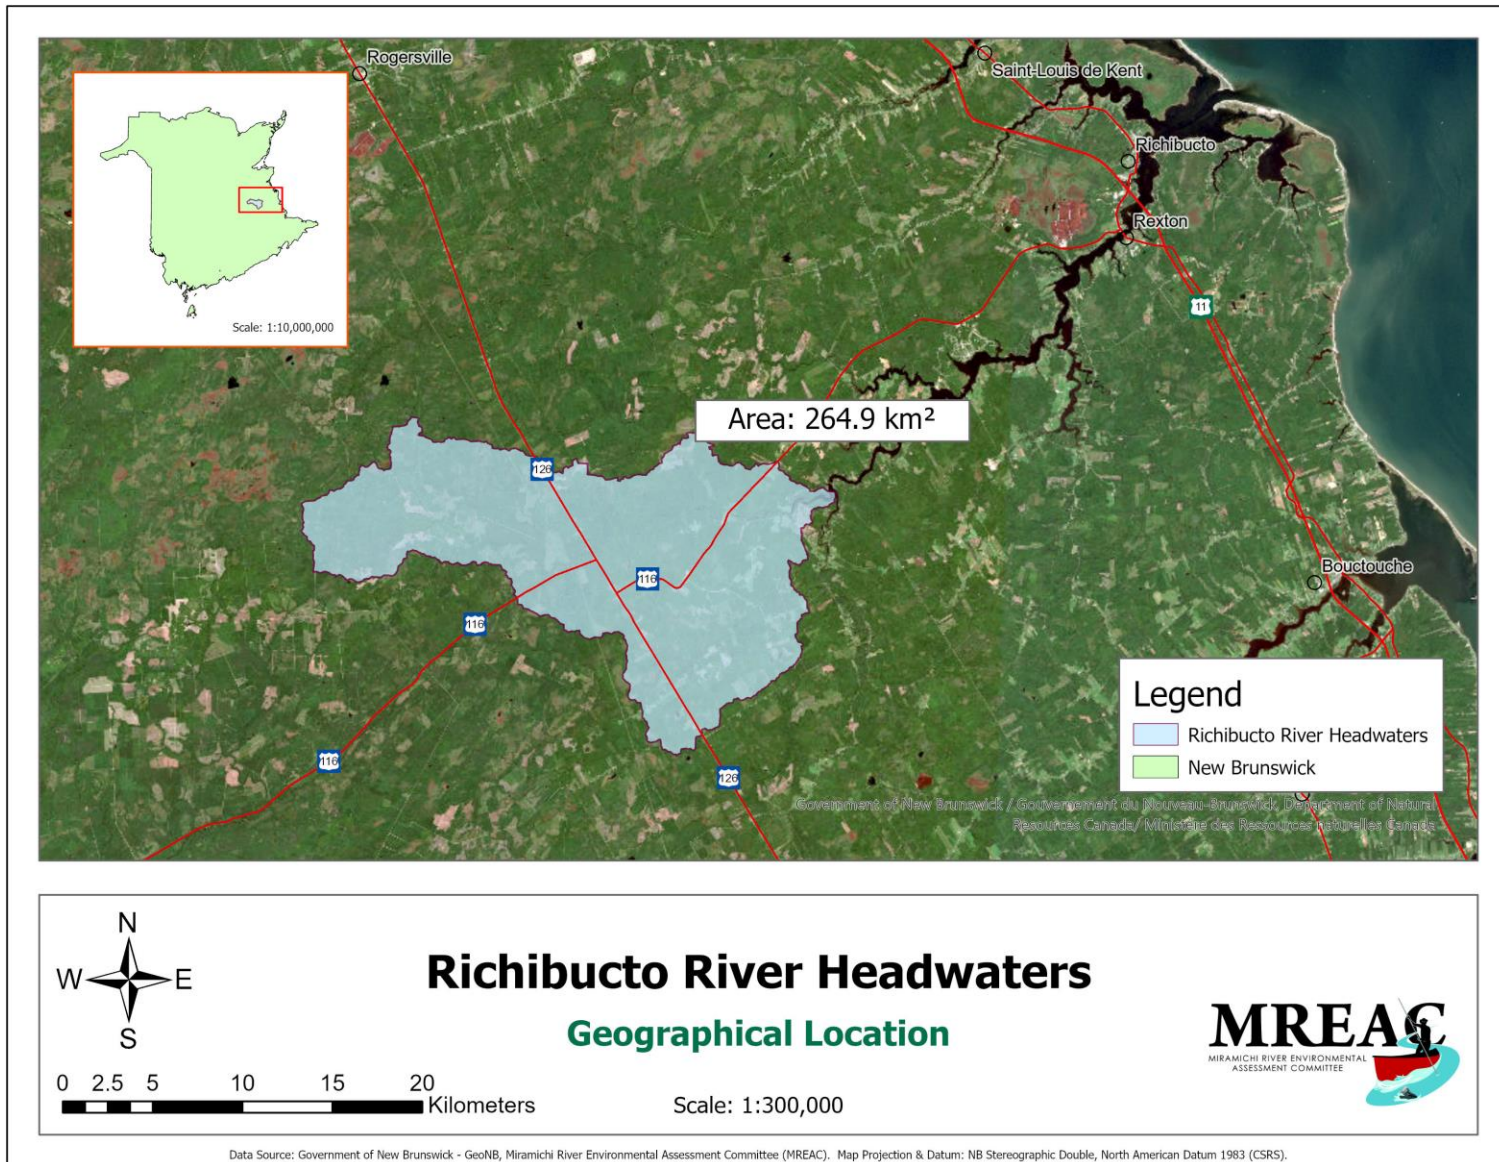 Rogersville
Saint-Louis de Kent
Richibucto
Rexton
11
Scale: 1:10,000,000
Area: 264.9 km²
126
116
116
Bouctouche
116
126
Legend
Richibucto River Headwaters
New Brunswick
Government of New Brunswick / Gouvernement du Nouveau-Brunswick, Department of Natural
Resources Canada/ Ministère des Ressources naturelles Canada
N
W E
S
Richibucto River Headwaters
Geographical Location
0 2.5 5 10 15 20
Kilometers
Scale: 1:300,000
MREAC
MIRAMICHI RIVER ENVIRONMENTAL
ASSESSMENT COMMITTEE
Data Source: Government of New Brunswick - GeoNB, Miramichi River Environmental Assessment Committee (MREAC). Map Projection & Datum: NB Stereographic Double, North American Datum 1983 (CSRS).